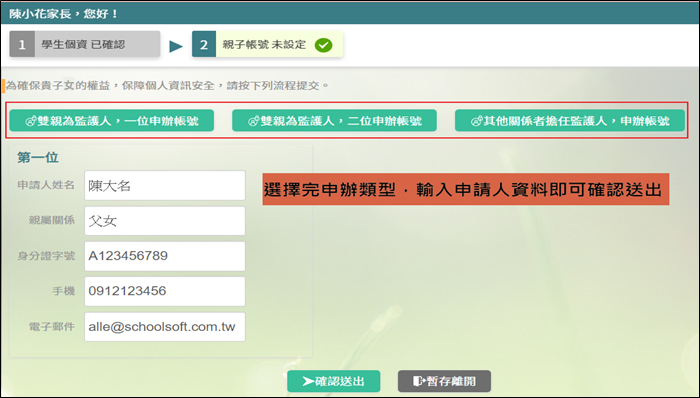 陳小花家長，您好！
1 學生個資 已確認
2 親子帳號 未設定
為確保貴子女的權益，保障個人資訊安全，請按下列流程提交。
雙親為監護人，一位申辦帳號 雙親為監護人，二位申辦帳號 其他關係者擔任監護人，申辦帳號
第一位
申請人姓名 陳大名
選擇完申辦類型，輸入申請人資料即可確認送出
親屬關係 父女
身分證字號 A123456789
手機 0912123456
電子郵件 alle@schoolsoft.com.tw
確認送出 暫存離開